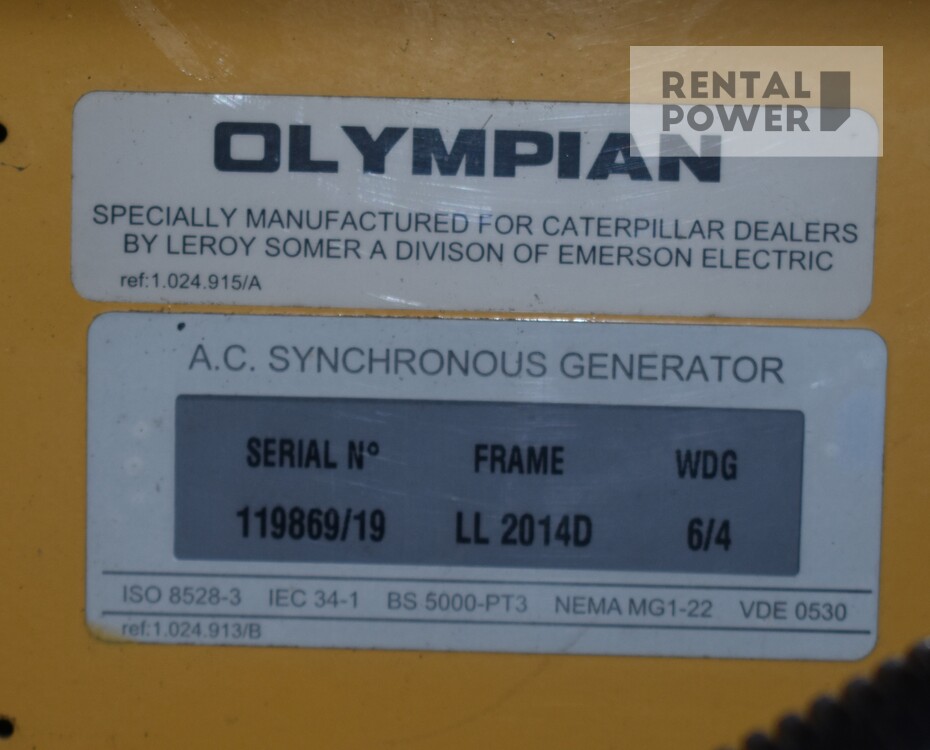 RENTAL
POWER
OLYMPIAN
SPECIALLY MANUFACTURED FOR CATERPILLAR DEALERS
BY LEROY SOMER A DIVISON OF EMERSON ELECTRIC
ref:1.024.915/A
A.C. SYNCHRONOUS GENERATOR
SERIAL Nº FRAME WDG
119869/19 LL 2014D 6/4
ISO 8528-3 IEC 34-1 BS 5000-PT3 NEMA MG1-22 VDE 0530
ref:1.024.913/B